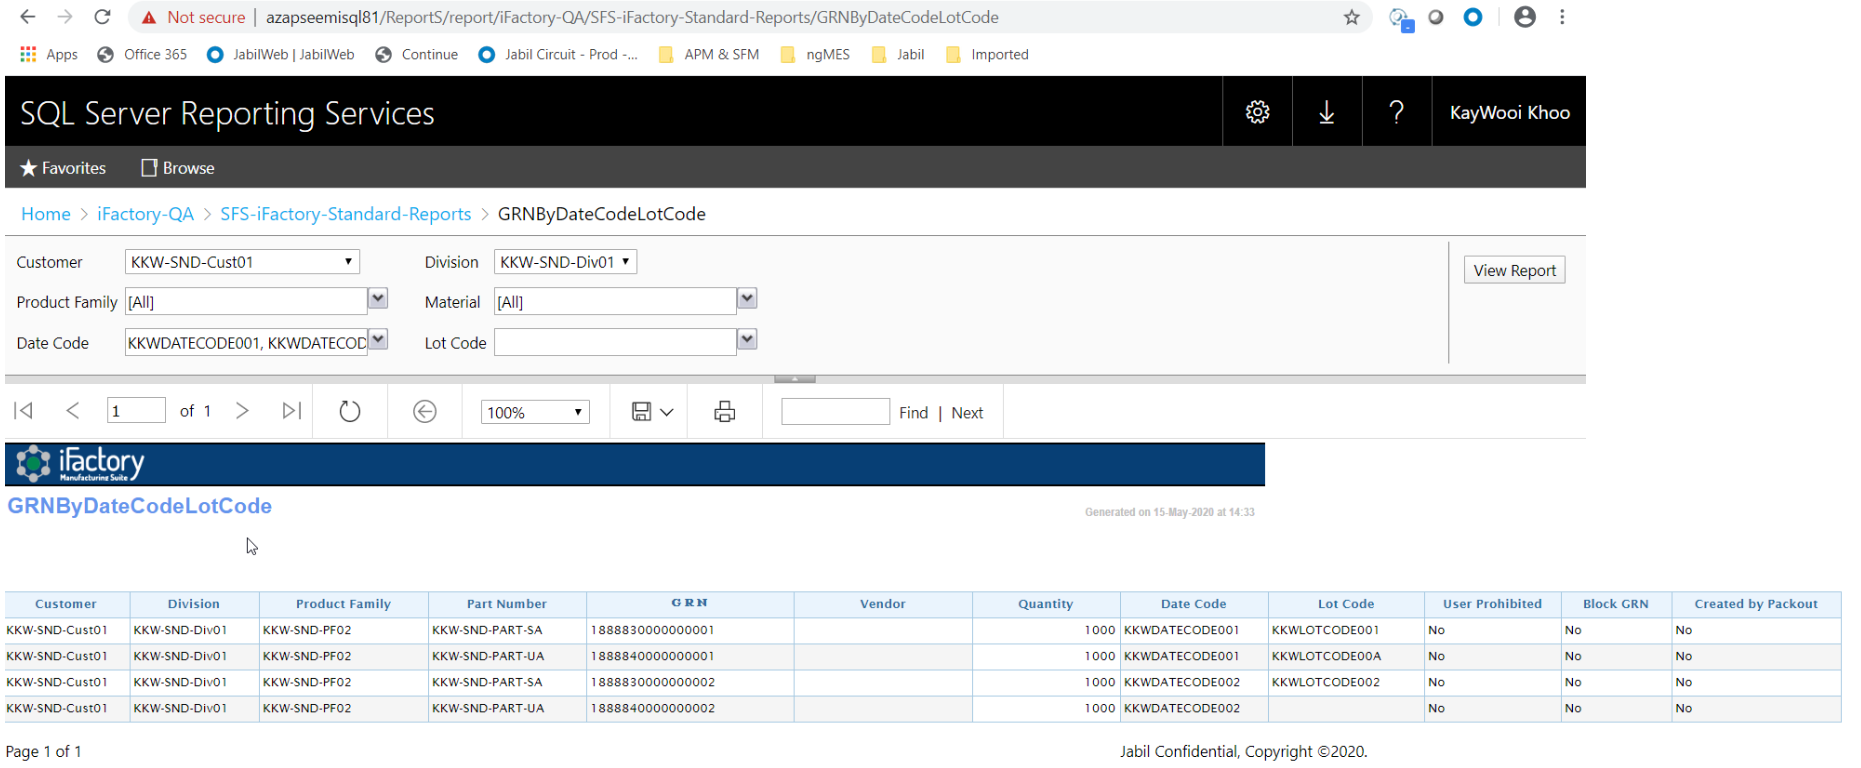 Not secure | azapseemisql81/ReportS/report/iFactory-QA/SFS-iFactory-Standard-Reports/GRNByDateCodeLotCode
Apps Office 365 JabilWeb | JabilWeb Continue Jabil Circuit - Prod -... APM & SFM ngMES Jabil Imported
SQL Server Reporting Services ? KayWooi Khoo
Favorites Browse
Home > iFactory-QA > SFS-iFactory-Standard-Reports > GRNByDateCodeLotCode
Customer KKW-SND-Cust01 Division KKW-SND-Div01 View Report
Product Family [All] Material [All]
Date Code KKWDATECODE001, KKWDATECOD Lot Code
1 of 1 100% Find | Next
iFactory
Manufacturing Suite
GRNByDateCodeLotCode
Generated on 15-May-2020 at 14:33
Customer Division Product Family Part Number GRN Vendor Quantity Date Code Lot Code User Prohibited Block GRN Created by Packout
KKW-SND-Cust01 KKW-SND-Div01 KKW-SND-PF02 KKW-SND-PART-SA 1888830000000001 1000 KKWDATECODE001 KKWLOTCODE001 No No No
KKW-SND-Cust01 KKW-SND-Div01 KKW-SND-PF02 KKW-SND-PART-UA 1888840000000001 1000 KKWDATECODE001 KKWLOTCODE00A No No No
KKW-SND-Cust01 KKW-SND-Div01 KKW-SND-PF02 KKW-SND-PART-SA 1888830000000002 1000 KKWDATECODE002 KKWLOTCODE002 No No No
KKW-SND-Cust01 KKW-SND-Div01 KKW-SND-PF02 KKW-SND-PART-UA 1888840000000002 1000 KKWDATECODE002 No No No
Page 1 of 1 Jabil Confidential, Copyright ©2020.